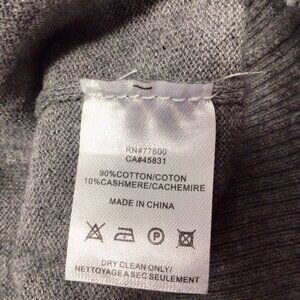 RN#77800
CA#45831
90%COTTON/COTON
10%CASHMERE/CACHEMIRE
MADE IN CHINA
P
DRY CLEAN ONLY/
NETTOYAGE A SEC SEULEMENT